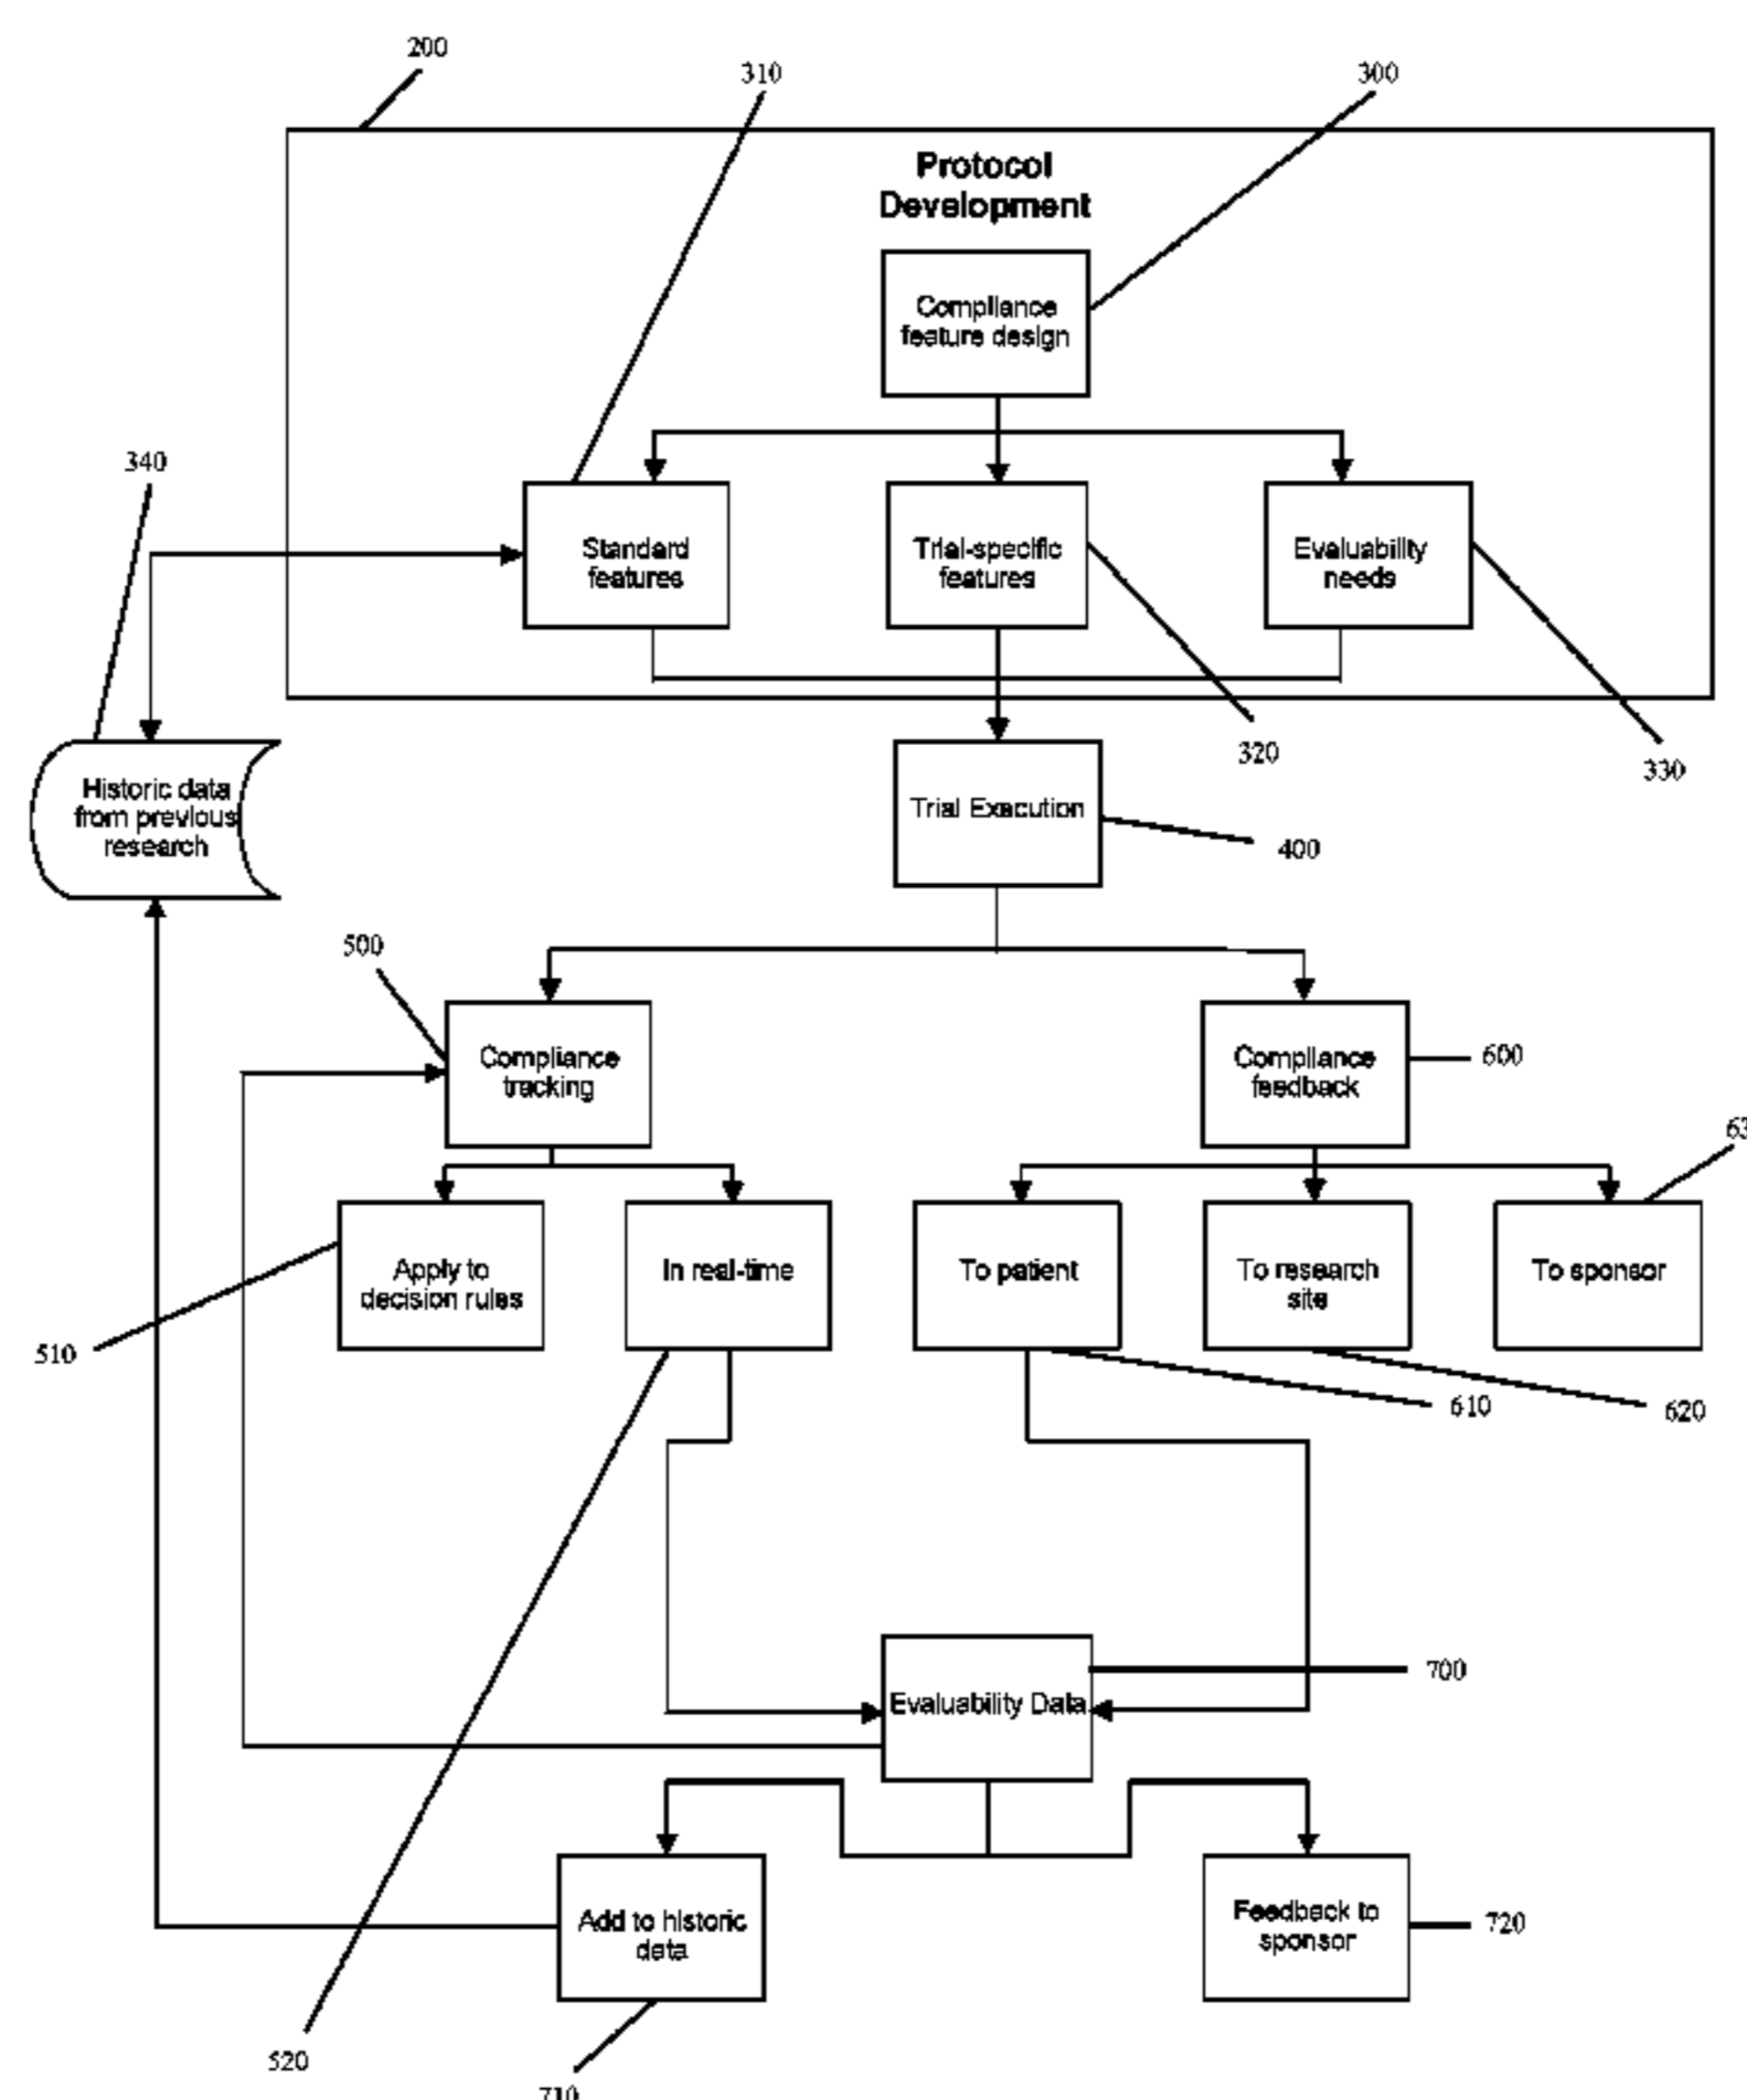 200
310
300
Protocol
Development
Compliance
feature design
340
Standard
features
Trial-specific
features
Evaluability
needs
320
330
Historic data
from previous
research
Trial Execution
400
500
Compliance
tracking
Compliance
feedback
600
63
Apply to
decision rules
In real-time
To patient
To research
site
To sponsor
510
610
620
700
Evaluability Data
Add to historic
data
Feedback to
sponsor
720
520
710